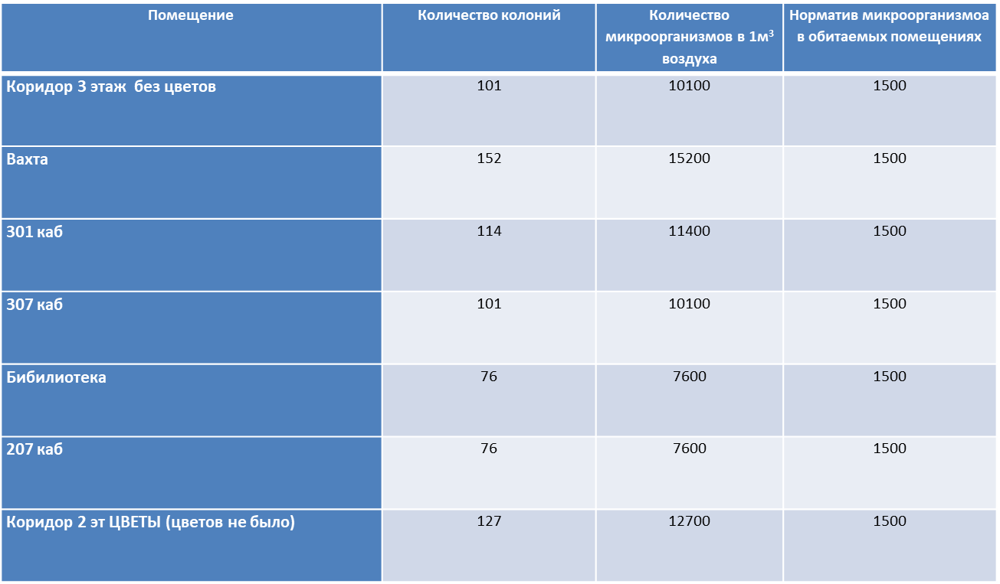 Помещение
Количество колоний
Количество
микроорганизмов в 1м³
воздуха
Норматив микроорганизмоа
в обитаемых помещениях
Коридор 3 этаж  без цветов
101
10100
1500
Вахта
152
15200
1500
301 каб
114
11400
1500
307 каб
101
10100
1500
Бибилиотека
76
7600
1500
207 каб
76
7600
1500
Коридор 2 эт ЦВЕТЫ (цветов не было)
127
12700
1500